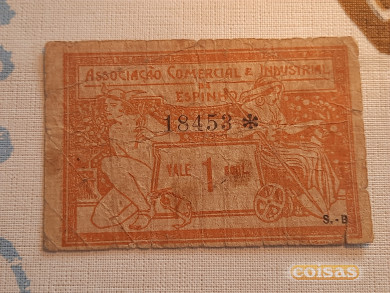 ASSOCIAÇÃO COMERCIAL E INDUSTRIAL
DE
ESPINHO
18453 *
VALE 1
S.-B
coisas